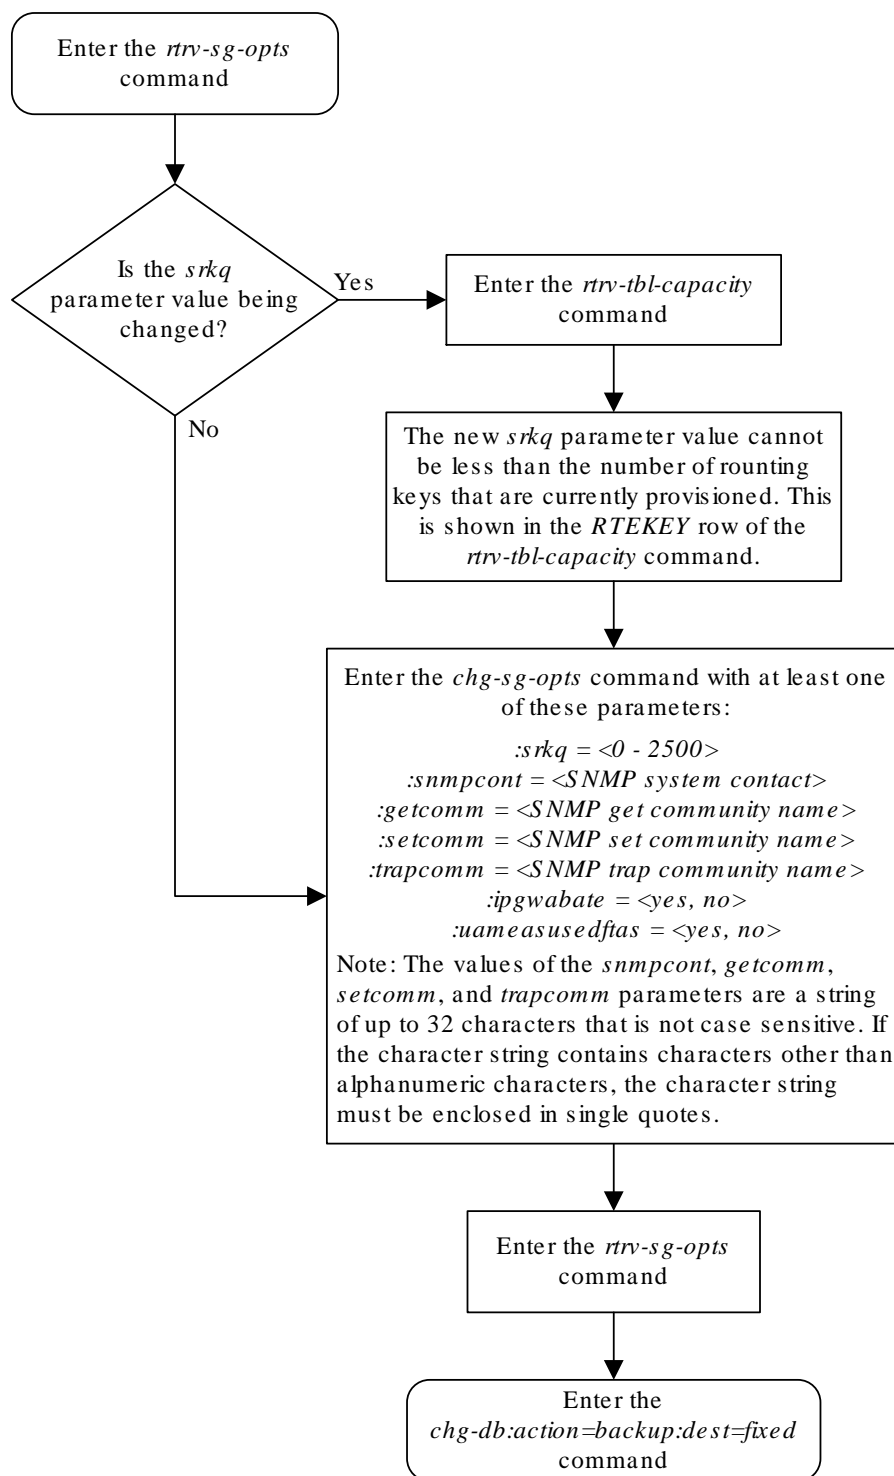 Enter the rtrv-sg-opts
command
Is the srkq
parameter value being
changed?
Yes
No
Enter the rtrv-tbl-capacity
command
The new srkq parameter value cannot
be less than the number of rounting
keys that are currently provisioned. This
is shown in the RTEKEY row of the
rtrv-tbl-capacity command.
Enter the chg-sg-opts command with at least one
of these parameters:
:srkq = <0 - 2500>
:snmpcont = <SNMP system contact>
:getcomm = <SNMP get community name>
:setcomm = <SNMP set community name>
:trapcomm = <SNMP trap community name>
:ipgwabate = <yes, no>
:uameasusedftas = <yes, no>
Note: The values of the snmpcont, getcomm,
setcomm, and trapcomm parameters are a string
of up to 32 characters that is not case sensitive. If
the character string contains characters other than
alphanumeric characters, the character string
must be enclosed in single quotes.
Enter the rtrv-sg-opts
command
Enter the
chg-db:action=backup:dest=fixed
command